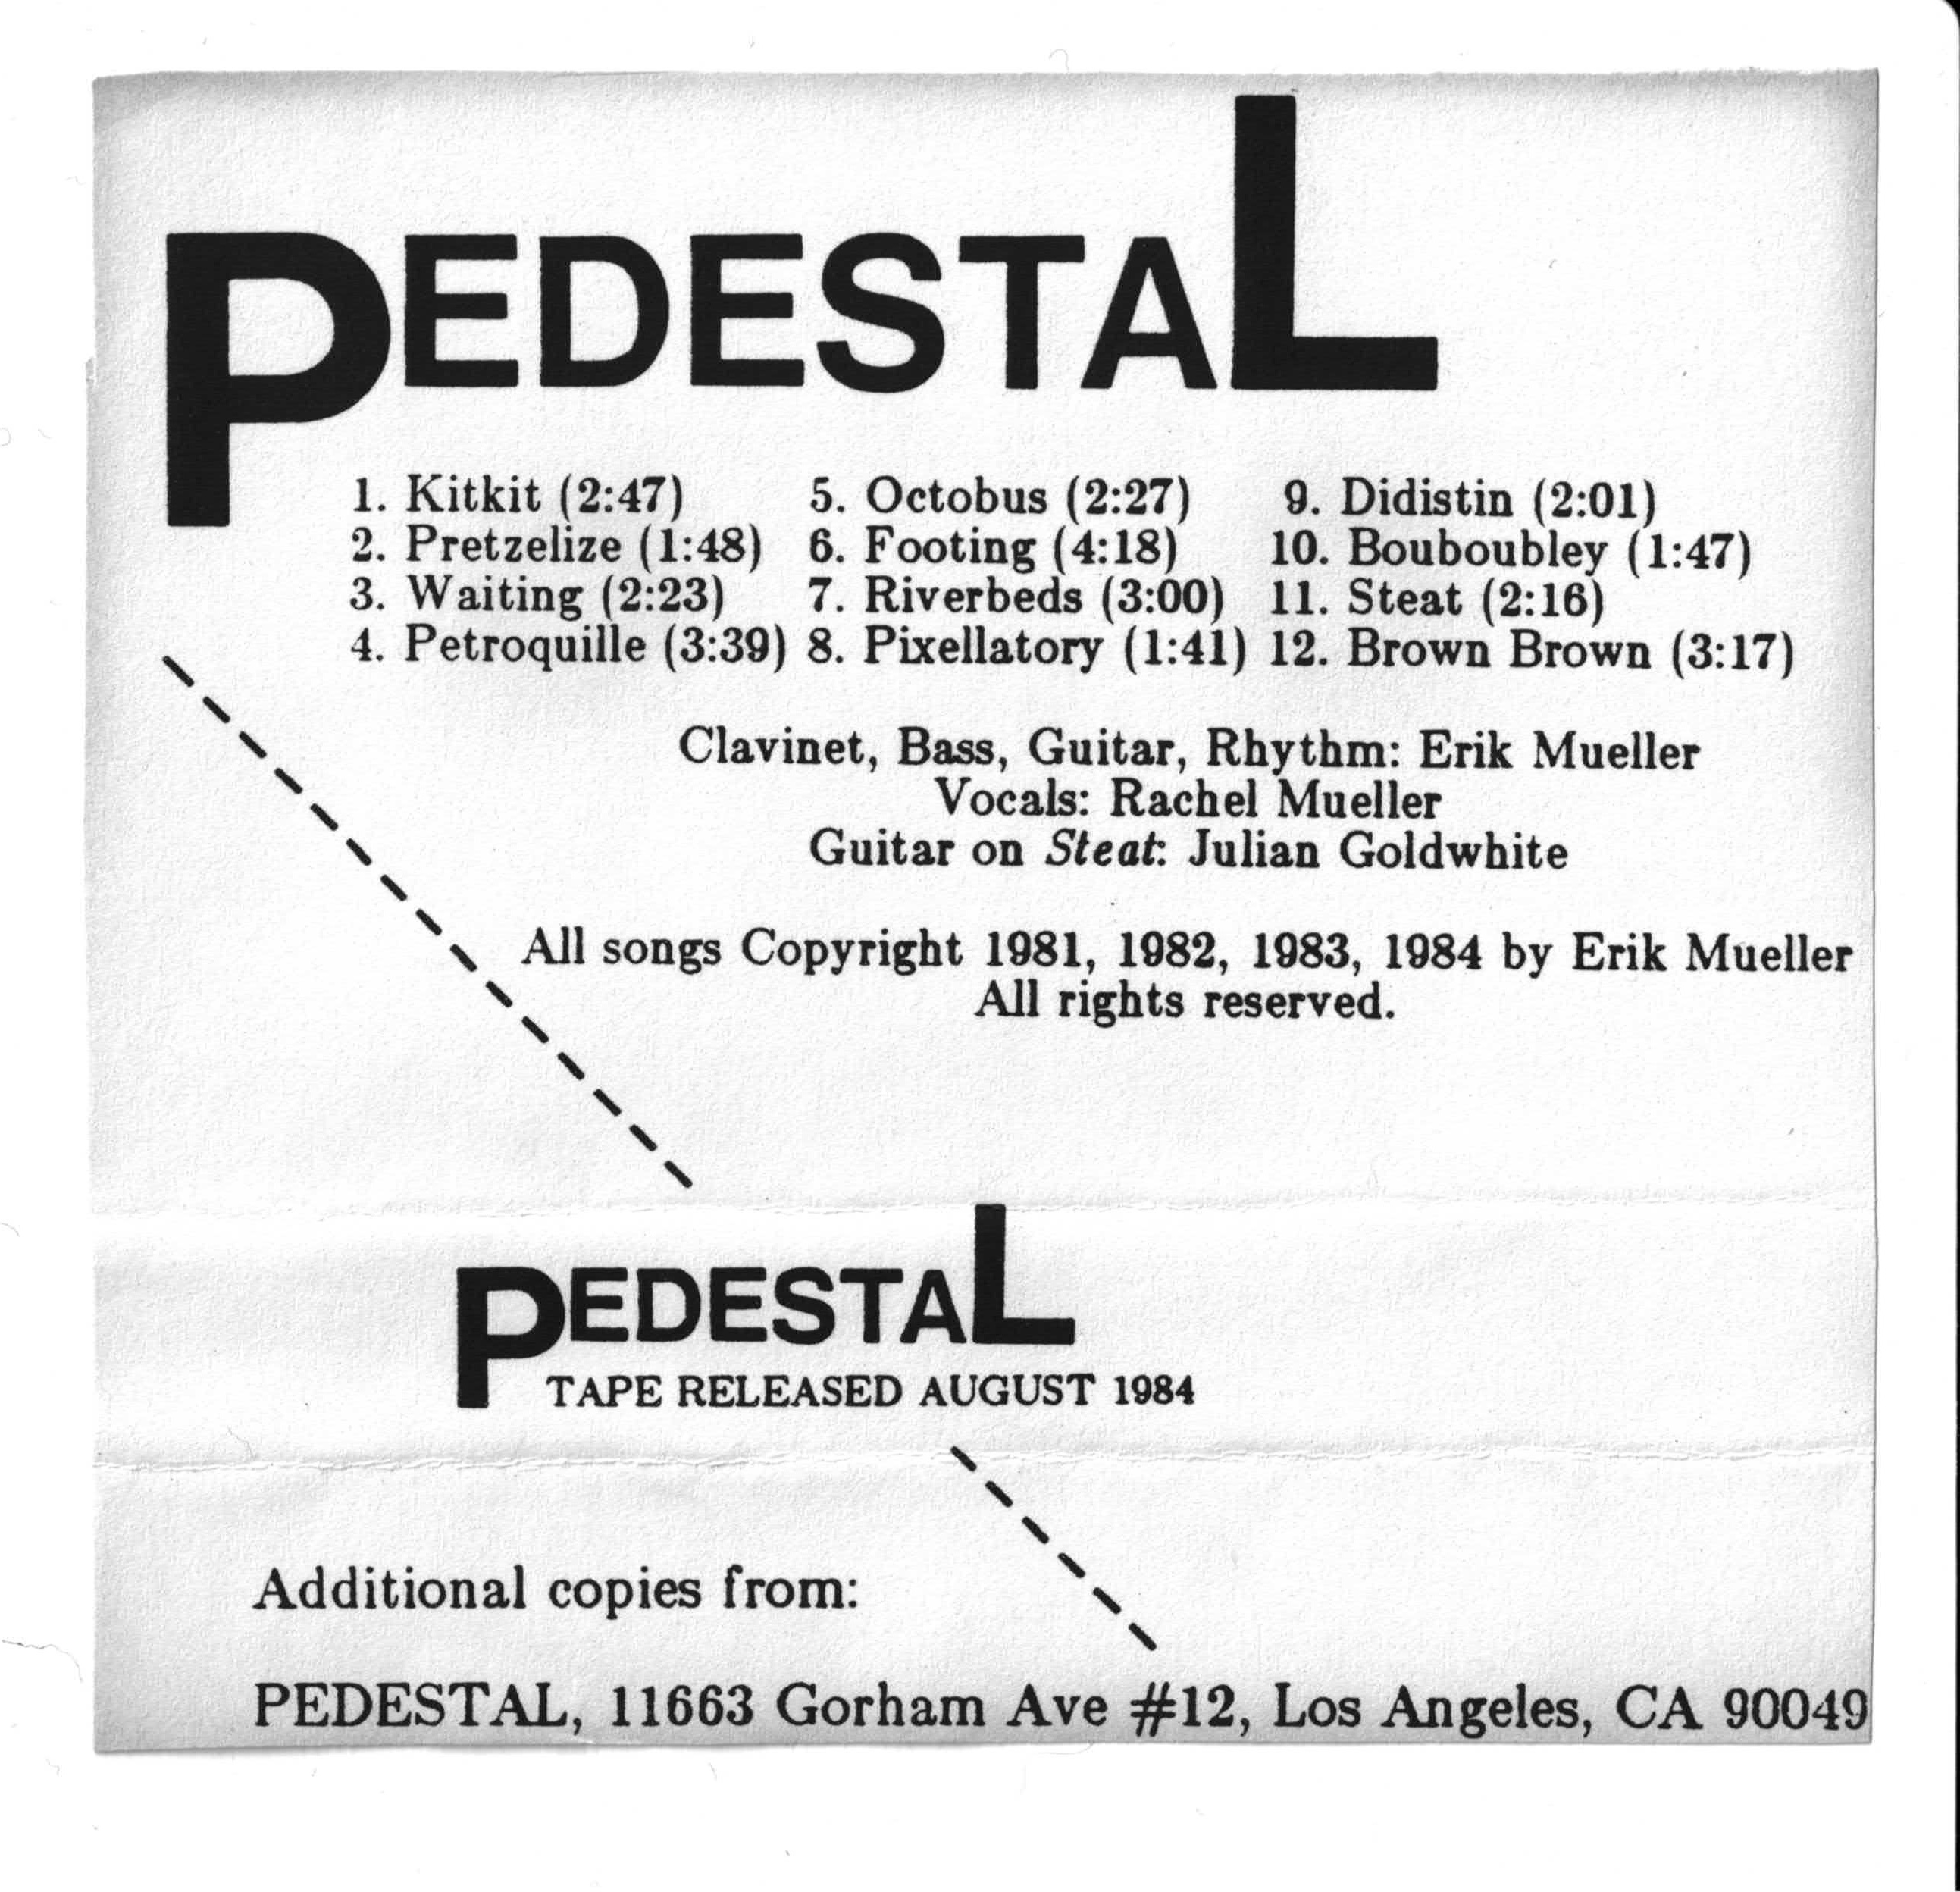 PEDESTAL
1. Kitkit (2:47)
2. Pretzelize (1:48)
3. Waiting (2:23)
4. Petroquille (3:39)
5. Octobus (2:27)
6. Footing (4:18)
7. Riverbeds (3:00)
8. Pixellatory (1:41)
9. Didistin (2:01)
10. Bouboubley (1:47)
11. Steat (2:16)
12. Brown Brown (3:17)
Clavinet, Bass, Guitar, Rhythm: Erik Mueller
Vocals: Rachel Mueller
Guitar on Steat: Julian Goldwhite
All songs Copyright 1981, 1982, 1983, 1984 by Erik Mueller
All rights reserved.
PEDESTAL
TAPE RELEASED AUGUST 1984
Additional copies from:
PEDESTAL, 11663 Gorham Ave #12, Los Angeles, CA 90049